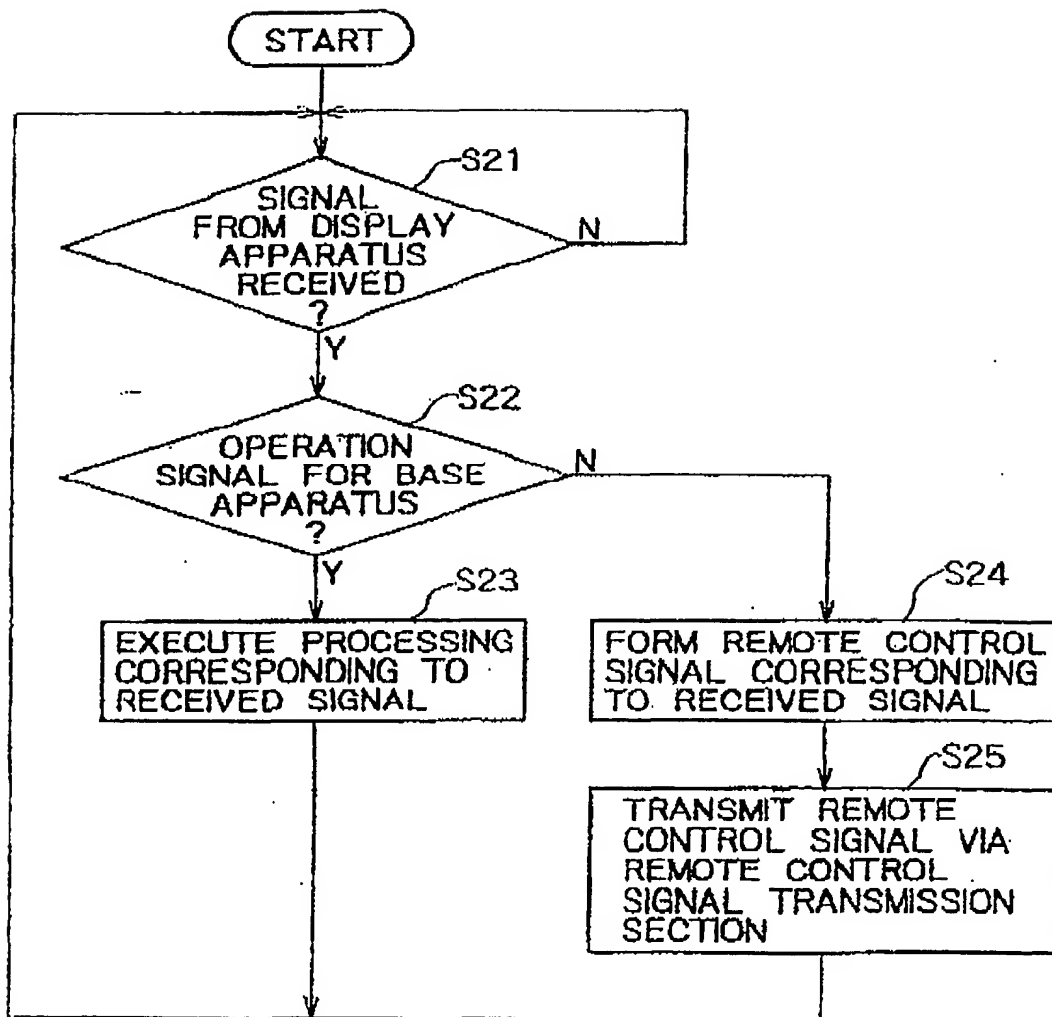 START
S21
SIGNAL
FROM DISPLAY
APPARATUS
RECEIVED
?
N
Y
S22
OPERATION
SIGNAL FOR BASE
APPARATUS
?
N
Y
S23
EXECUTE PROCESSING
CORRESPONDING TO
RECEIVED SIGNAL
S24
FORM REMOTE CONTROL
SIGNAL CORRESPONDING
TO RECEIVED SIGNAL
S25
TRANSMIT REMOTE
CONTROL SIGNAL VIA
REMOTE CONTROL
SIGNAL TRANSMISSION
SECTION